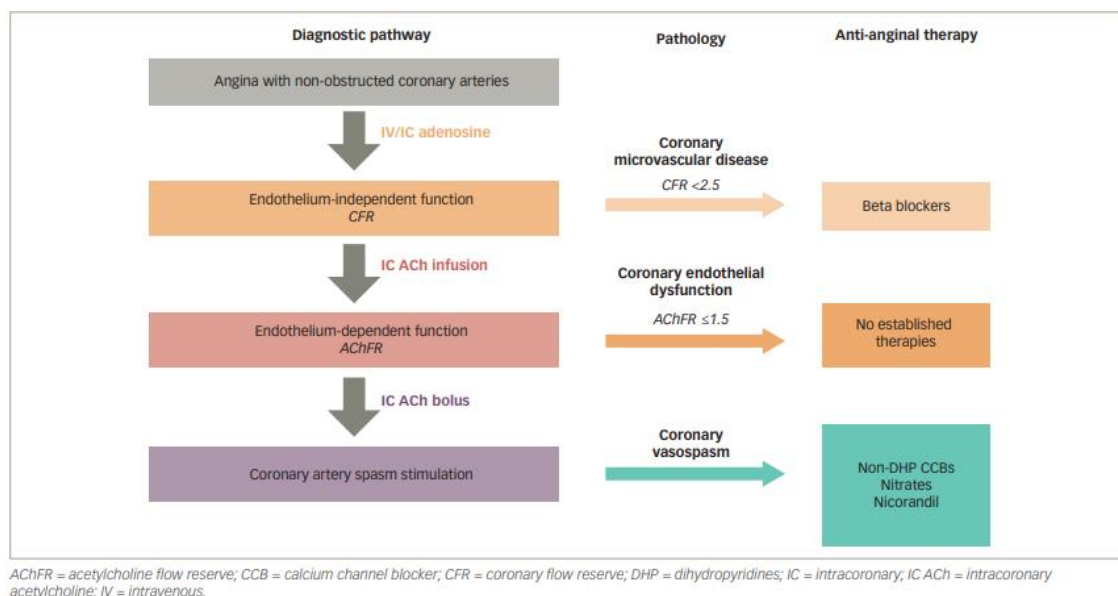 Diagnostic pathway
Pathology
Anti-anginal therapy
Angina with non-obstructed coronary arteries
IV/IC adenosine
Coronary
microvascular disease
CFR <2.5
Endothelium-independent function
CFR
Beta blockers
IC ACh infusion
Coronary endothelial
dysfunction
AChFR ≤1.5
Endothelium-dependent function
AChFR
No established
therapies
IC ACh bolus
Coronary
vasospasm
Coronary artery spasm stimulation
Non-DHP CCBs
Nitrates
Nicorandil
AChFR = acetylcholine flow reserve; CCB = calcium channel blocker; CFR = coronary flow reserve; DHP = dihydropyridines; IC = intracoronary; IC ACh = intracoronary
acetylcholine; IV = intravenous.